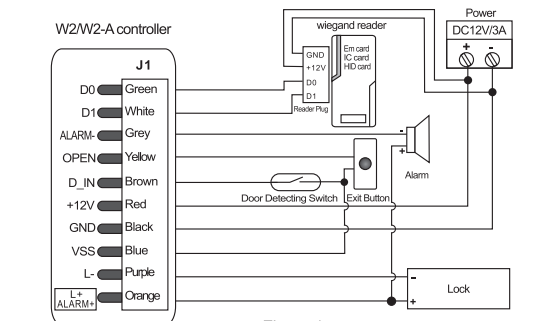 Power
W2/W2-A controller
wiegand reader
DC12V/3A
+ -
GND
+12V
D0
D1
Reader Plug
Em card
IC card
HID card
J1
D0 Green
D1 White
ALARM- Grey
OPEN Yellow
D_IN Brown
+12V Red
GND Black
VSS Blue
L- Purple
L+
ALARM+
Orange
-
+
Alarm
Door Detecting Switch
Exit Button
-
Lock
+